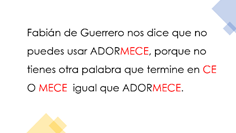 Fabián de Guerrero nos dice que no
puedes usar ADORMECE, porque no
tienes otra palabra que termine en CE
O MECE igual que ADORMECE.